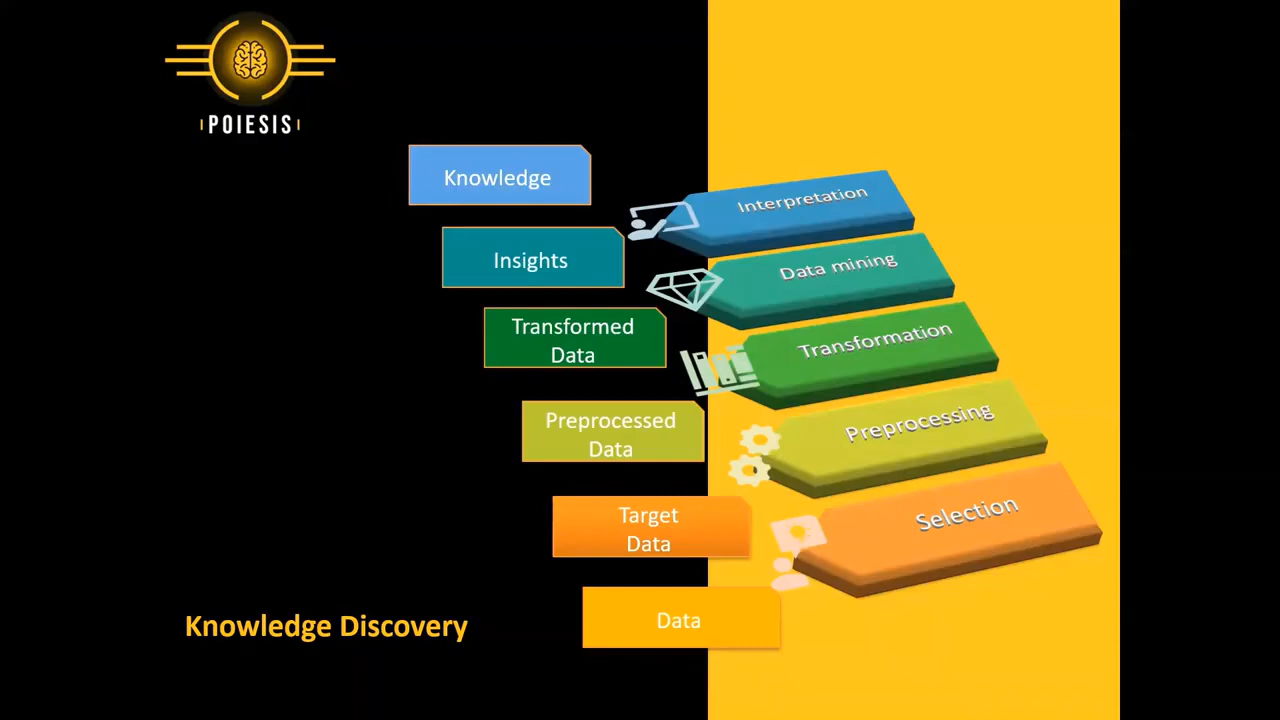 POIESIS
Knowledge
Interpretation
Insights
Data mining
Transformed
Data
Transformation
Preprocessed
Data
Preprocessing
Target
Data
Selection
Data
Knowledge Discovery